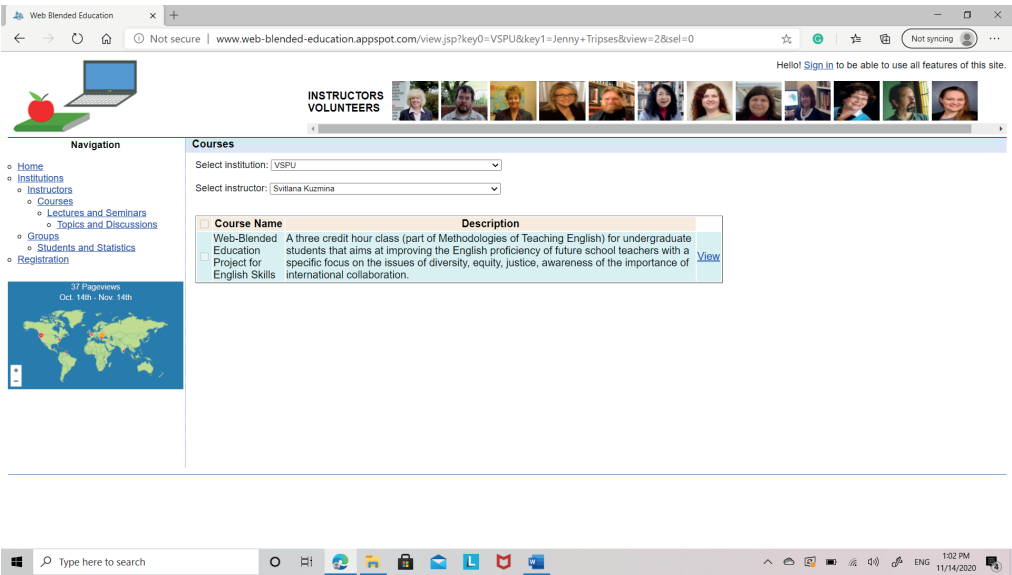 Web Blended Education
Not secure | www.web-blended-education.appspot.com/view.jsp?key0=VSPU&key1=Jenny+Tripses&view=2&sel=0
Not syncing
Hello! Sign in to be able to use all features of this site.
INSTRUCTORS
VOLUNTEERS
Navigation
Home
Institutions
Instructors
Courses
Lectures and Seminars
Topics and Discussions
Groups
Students and Statistics
Registration
37 Pageviews
Oct. 14th - Nov. 14th
+
−
Courses
Select institution: VSPU
Select instructor: Svitlana Kuzmina
Course Name Description
Web-Blended Education Project for English Skills
A three credit hour class (part of Methodologies of Teaching English) for undergraduate
students that aims at improving the English proficiency of future school teachers with a
specific focus on the issues of diversity, equity, justice, awareness of the importance of
international collaboration.
View
Type here to search
L
W
ENG
1:02 PM
11/14/2020
4